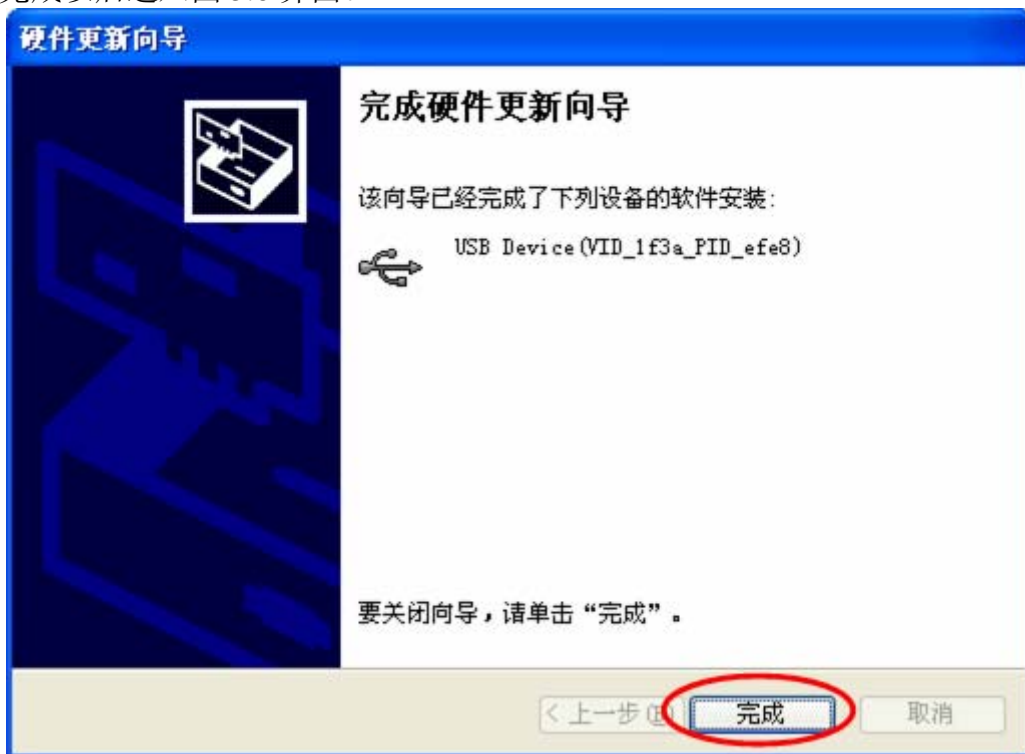 硬件更新向导
完成硬件更新向导
该向导已经完成了下列设备的软件安装:
USB Device(VID_1f3a_PID_efe8)
要关闭向导，请单击“完成”。
<上一步(B) 完成 取消